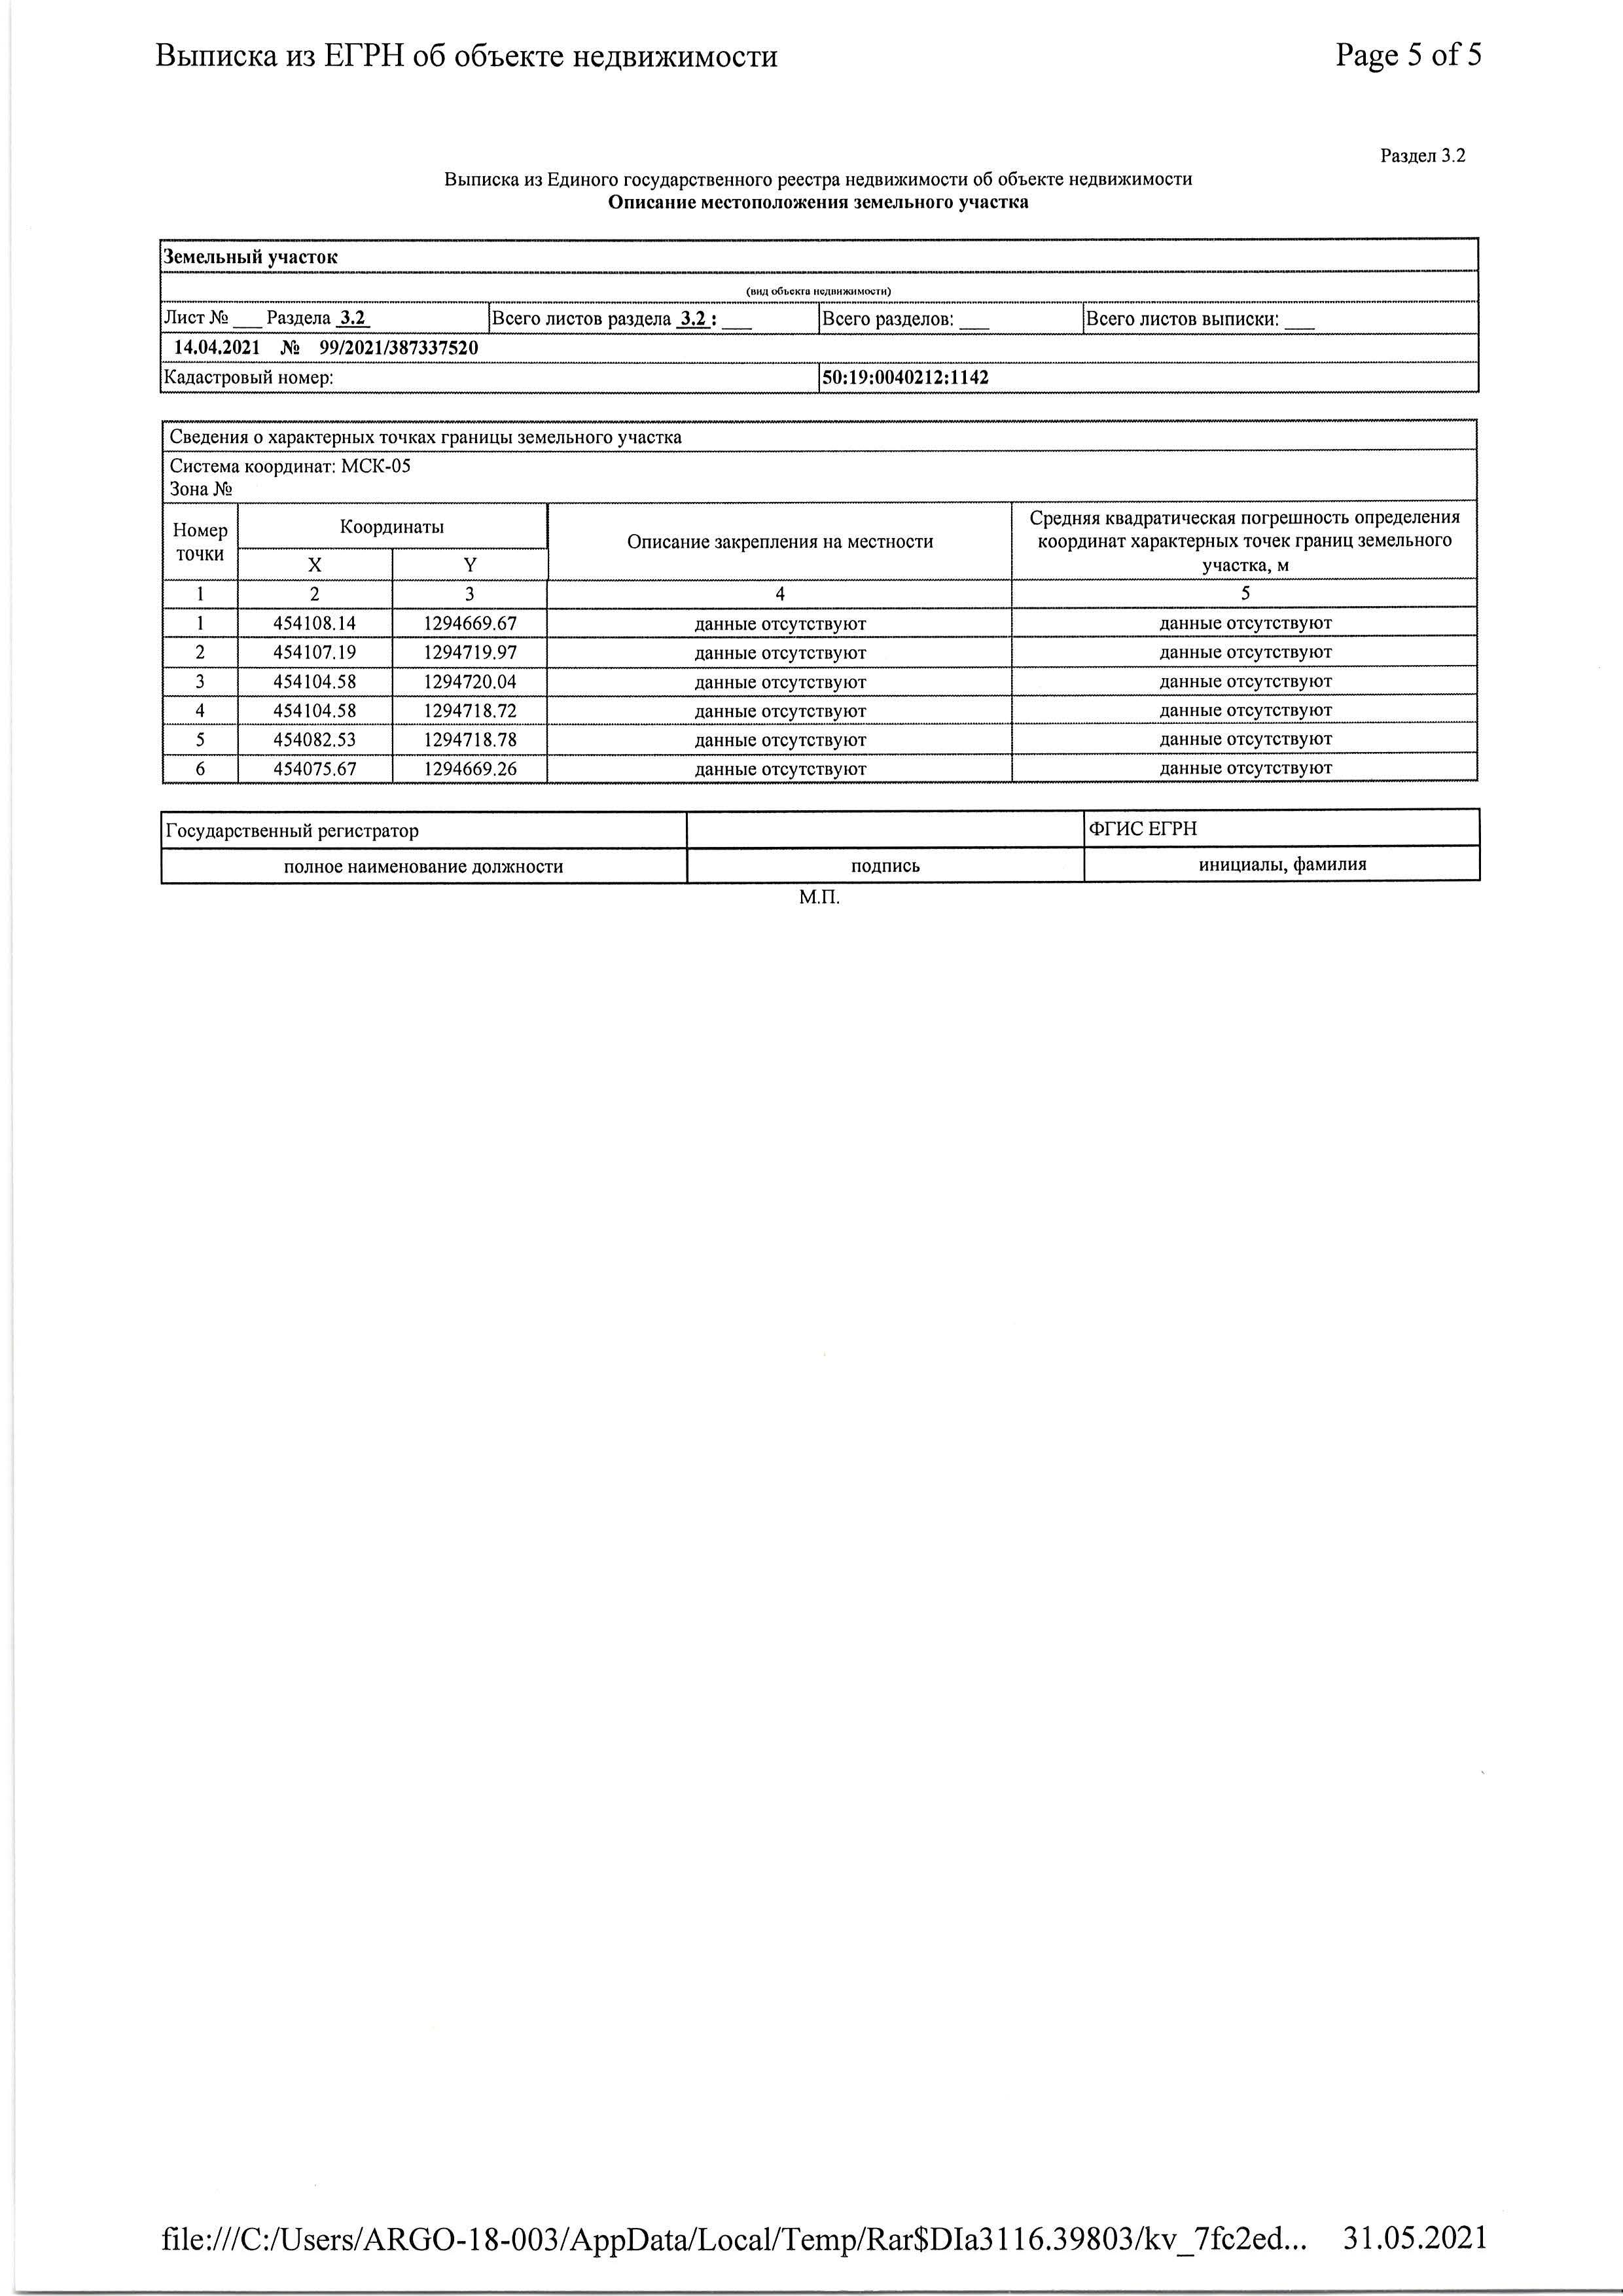 Выписка из ЕГРН об объекте недвижимости Page 5 of 5
Раздел 3.2
Выписка из Единого государственного реестра недвижимости об объекте недвижимости
Описание местоположения земельного участка
Земельный участок
(вид объекта недвижимости)
Лист № ___ Раздела 3.2 Всего листов раздела 3.2 : ___ Всего разделов: ___ Всего листов выписки: ___
14.04.2021 № 99/2021/387337520
Кадастровый номер: 50:19:0040212:1142
Сведения о характерных точках границы земельного участка
Система координат: МСК-05
Зона №
Номер точки Координаты Описание закрепления на местности Средняя квадратическая погрешность определения координат характерных точек границ земельного участка, м
X Y
1 2 3 4 5
1 454108.14 1294669.67 данные отсутствуют данные отсутствуют
2 454107.19 1294719.97 данные отсутствуют данные отсутствуют
3 454104.58 1294720.04 данные отсутствуют данные отсутствуют
4 454104.58 1294718.72 данные отсутствуют данные отсутствуют
5 454082.53 1294718.78 данные отсутствуют данные отсутствуют
6 454075.67 1294669.26 данные отсутствуют данные отсутствуют
Государственный регистратор ФГИС ЕГРН
полное наименование должности подпись инициалы, фамилия
М.П.
file:///C:/Users/ARGO-18-003/AppData/Local/Temp/Rar$DIa3116.39803/kv_7fc2ed... 31.05.2021